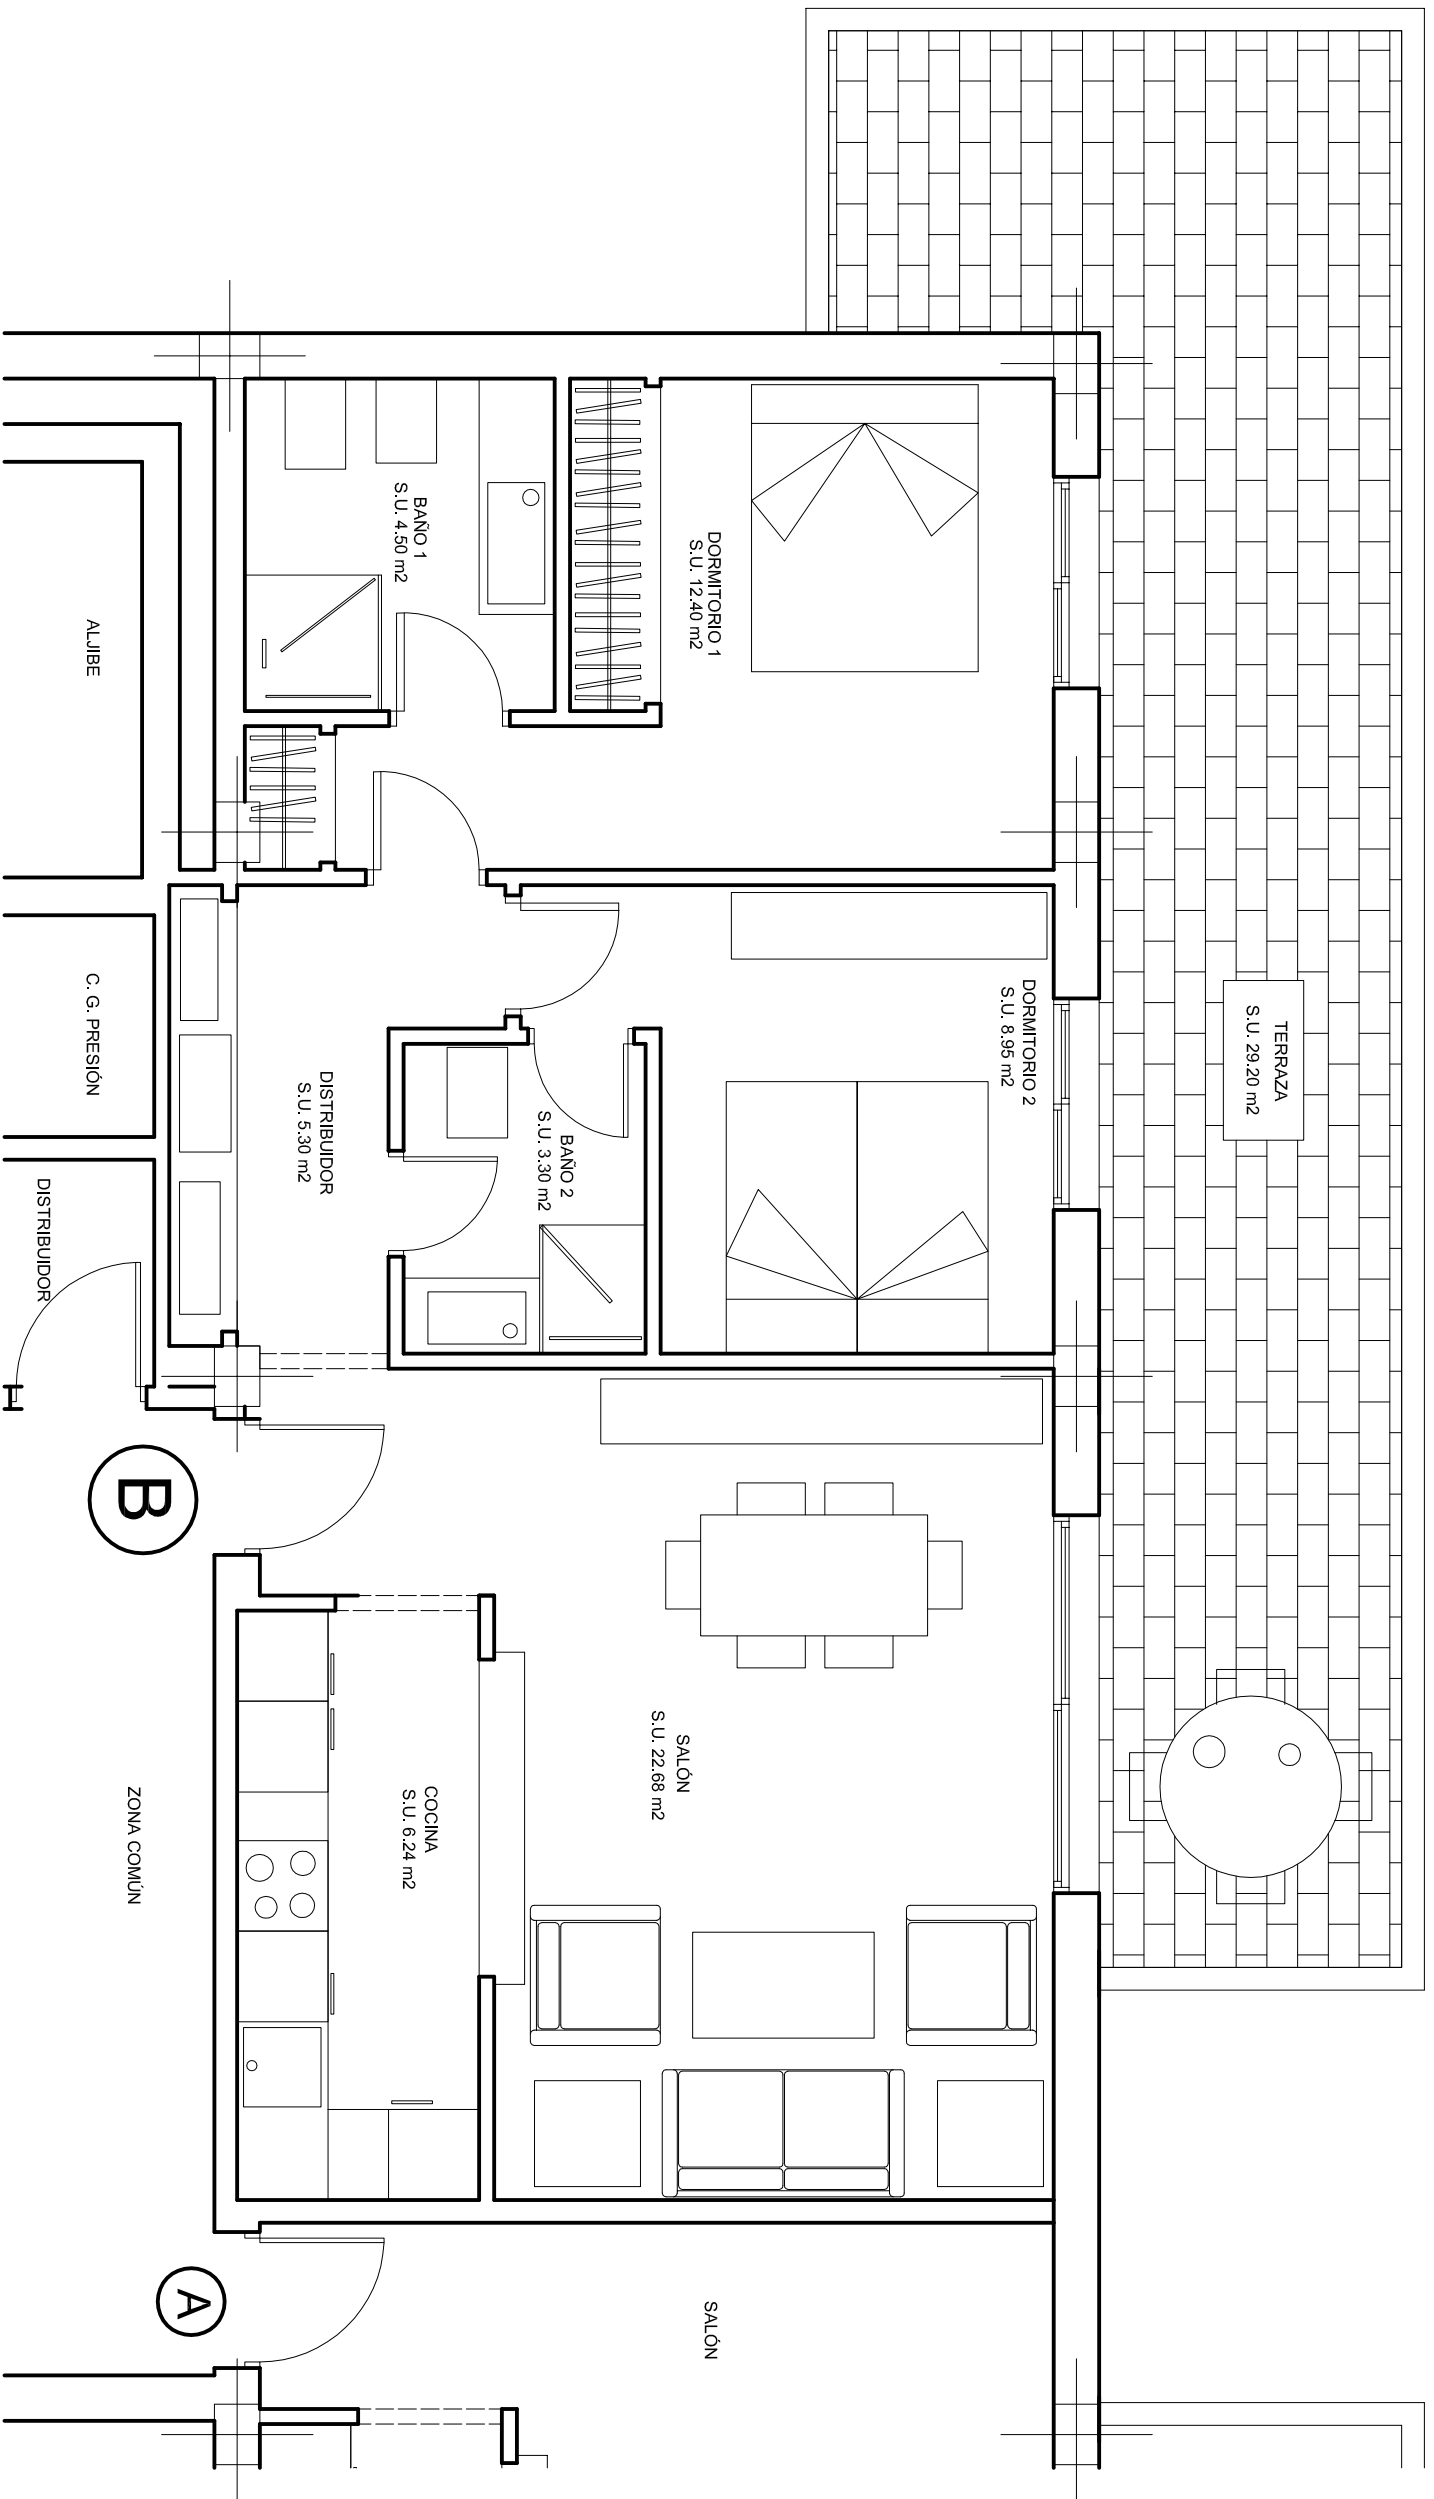 TERRAZA
S.U. 29.20 m2
DORMITORIO 1
S.U. 12.40 m2
DORMITORIO 2
S.U. 8.95 m2
BAÑO 1
S.U. 4.50 m2
BAÑO 2
S.U. 3.30 m2
DISTRIBUIDOR
S.U. 5.30 m2
SALÓN
S.U. 22.68 m2
COCINA
S.U. 6.24 m2
SALÓN
ALJIBE
C. G. PRESIÓN
DISTRIBUIDOR
B
ZONA COMÚN
A